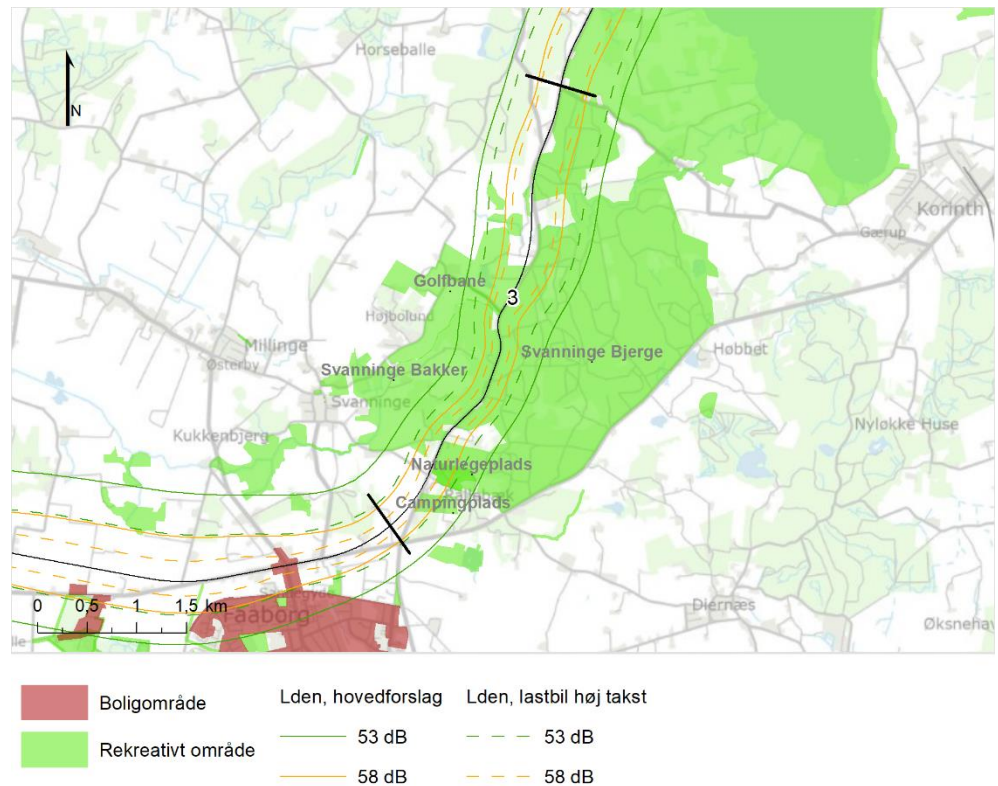 Horseballe
N
Korinth
Gærup
Golfbane
3
Højbolund
Millinge
Østerby
Svanninge Bjerge
Høbbet
Svanninge Bakker
Svanninge
Nyløkke Huse
Kukkenbjerg
Naturlegeplads
Campingplads
0 0,5 1 1,5 km
Faaborg
Diernæs
Øksnehav
Boligområde
Rekreativt område
Lden, hovedforslag
53 dB
58 dB
Lden, lastbil høj takst
53 dB
58 dB